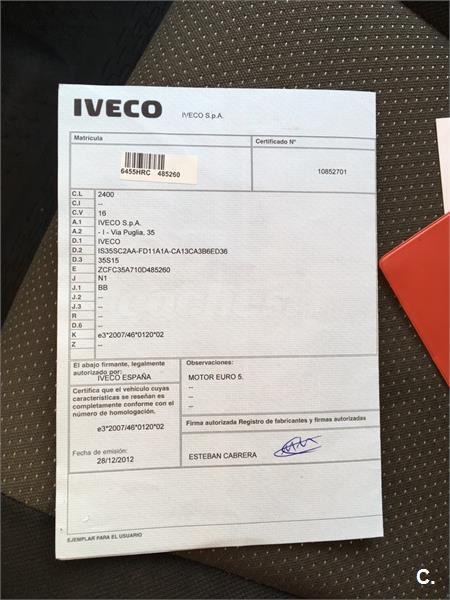 IVECO IVECO S.p.A.
Matrícula Certificado N°
6455HRC 485260 10852701
C.L 2400
C.I --
C.V 16
A.1 IVECO S.p.A.
A.2 - I - Via Puglia, 35
D.1 IVECO
D.2 IS35SC2AA-FD11A1A-CA13CA3B6ED36
D.3 35S15
E ZCFC35A710D485260
J N1
J.1 BB
J.2 --
J.3 --
R --
D.6 --
K e3*2007/46*0120*02
Z --
El abajo firmante, legalmente
autorizado por:
IVECO ESPAÑA
Certifica que el vehículo cuyas
características se reseñan es
completamente conforme con el
número de homologación.
e3*2007/46*0120*02
Fecha de emisión:
28/12/2012
Observaciones:
MOTOR EURO 5.
--
--
--
Firma autorizada Registro de fabricantes y firmas autorizadas
ESTEBAN CABRERA
EJEMPLAR PARA EL USUARIO
C.